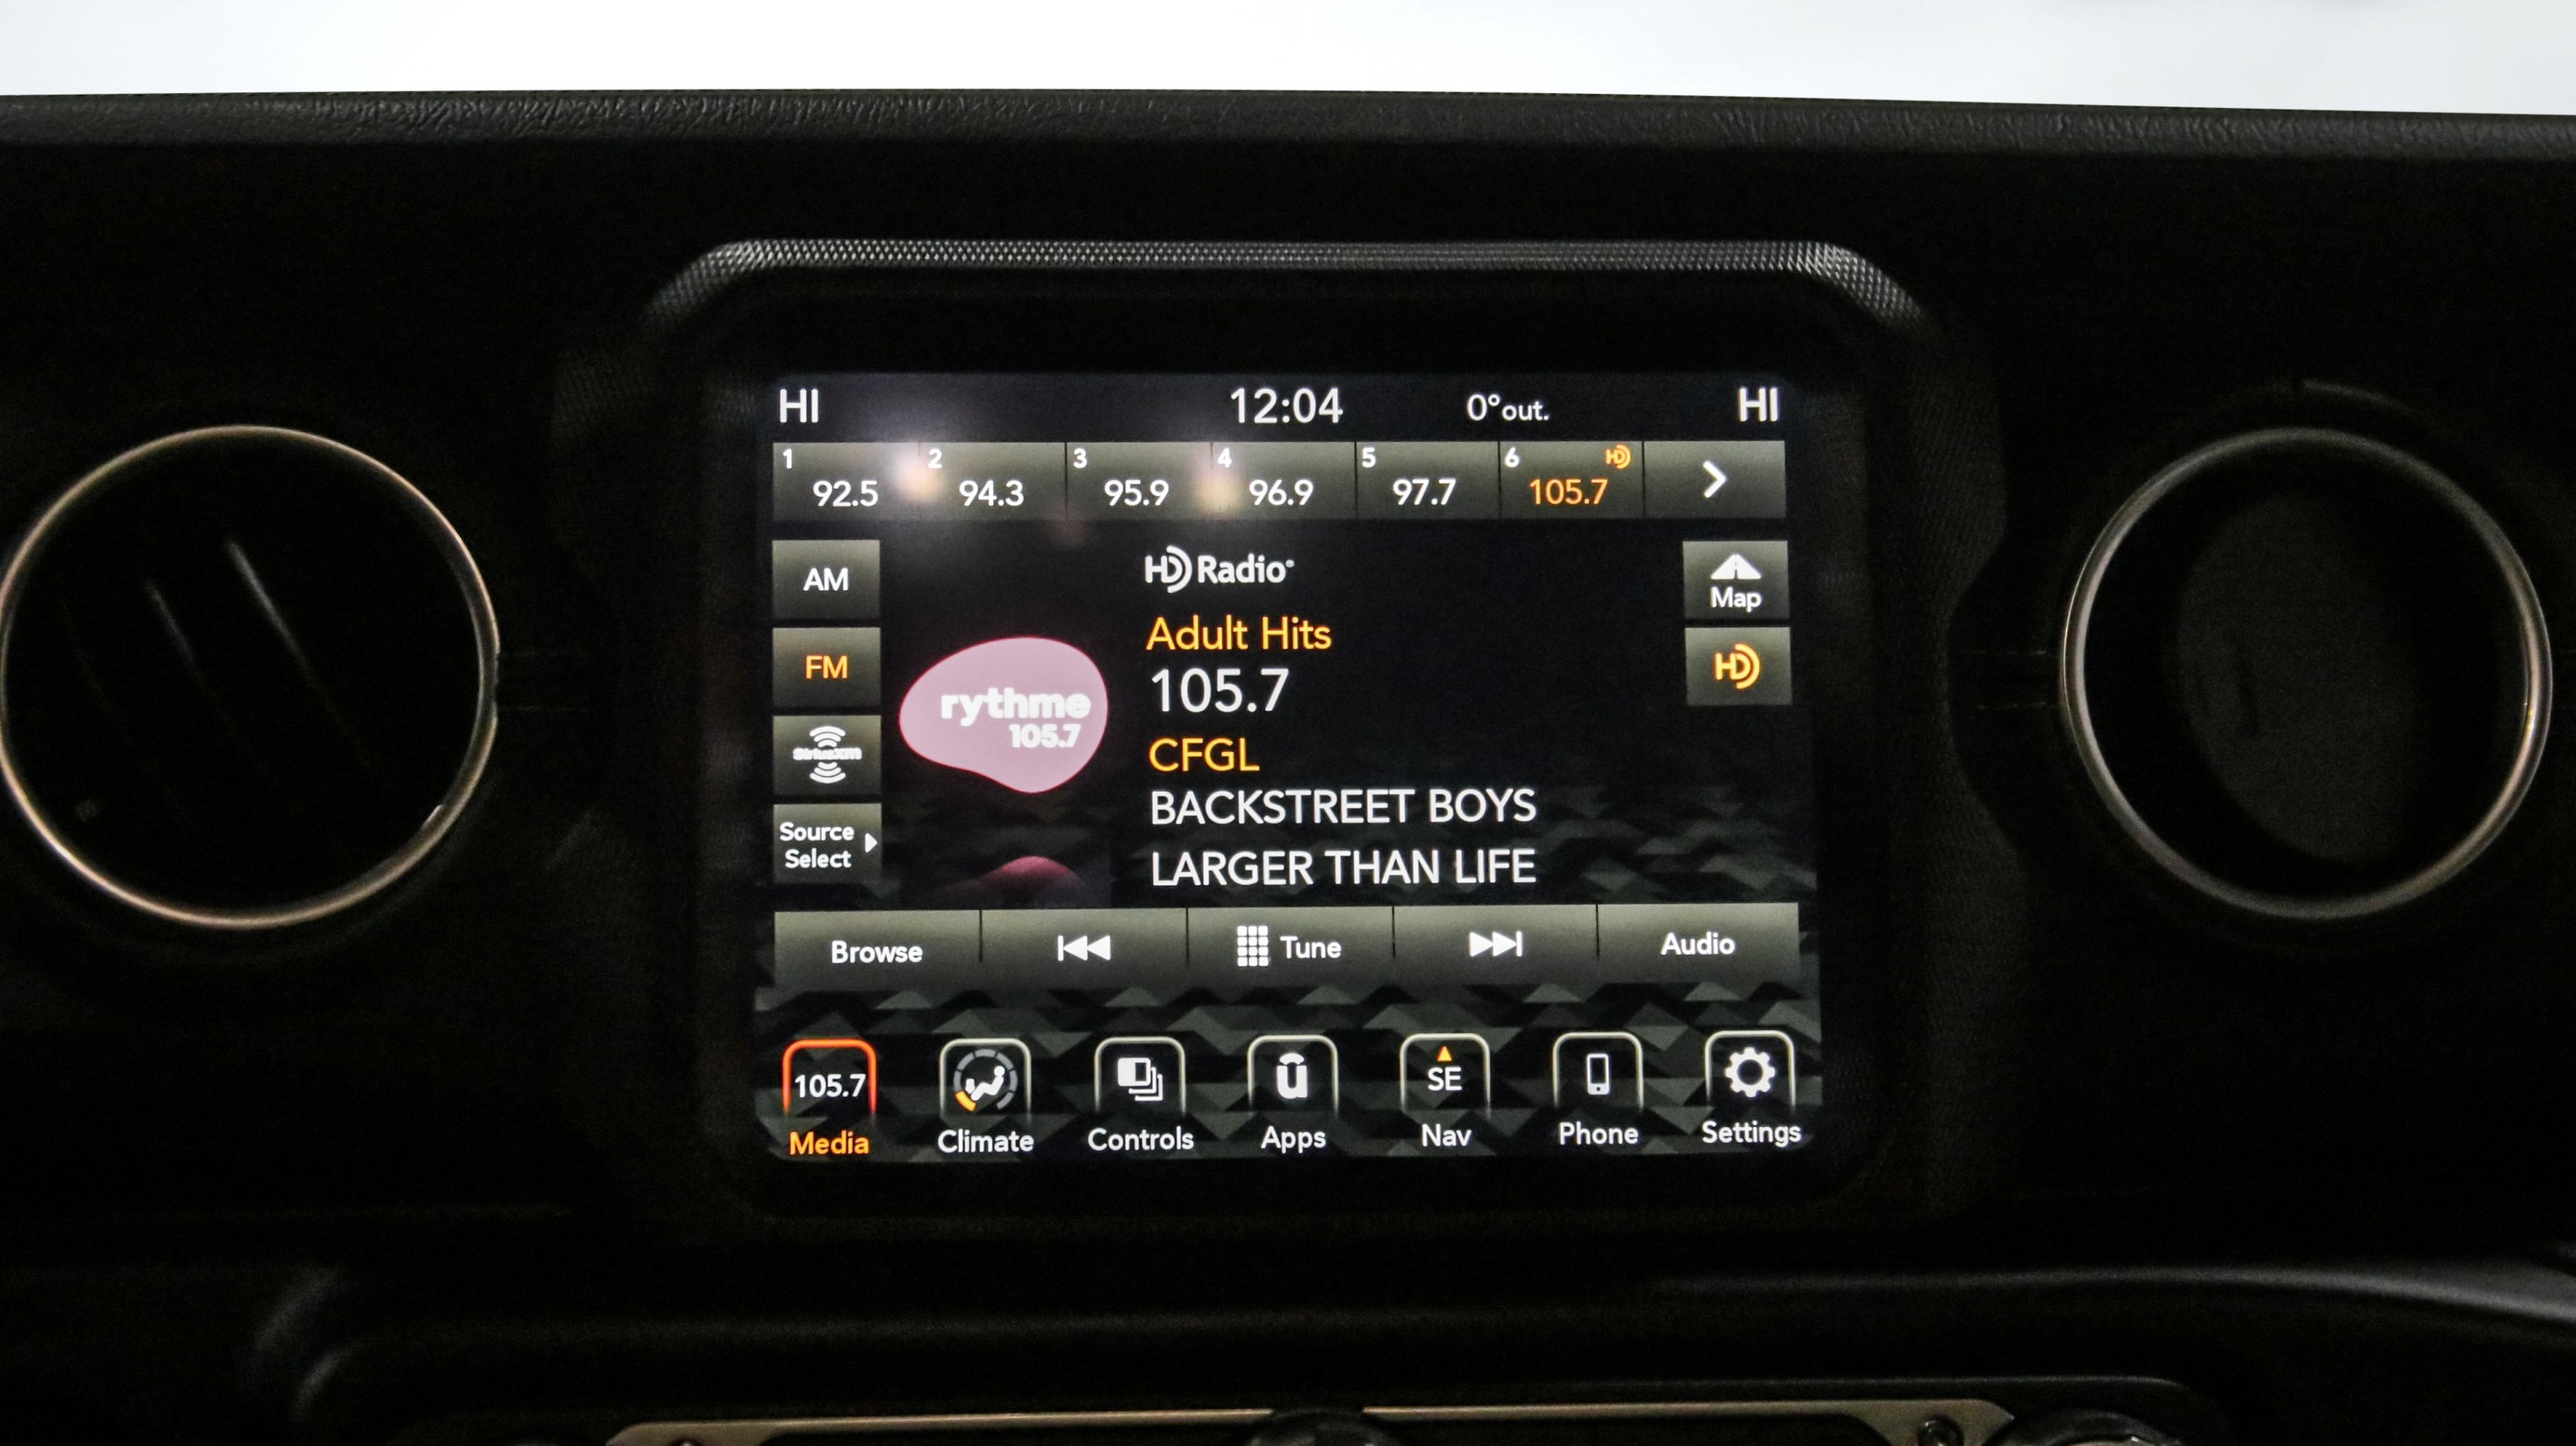 HI 12:04 0°out. HI
1 2 3 4 5 6 HD
92.5 94.3 95.9 96.9 97.7 105.7
AM
FM
SiriusXM
Source
Select
rythme
105.7
HD Radio
Adult Hits
105.7
CFGL
BACKSTREET BOYS
LARGER THAN LIFE
Map
HD
Browse Tune Audio
105.7 SE
Media Climate Controls Apps Nav Phone Settings